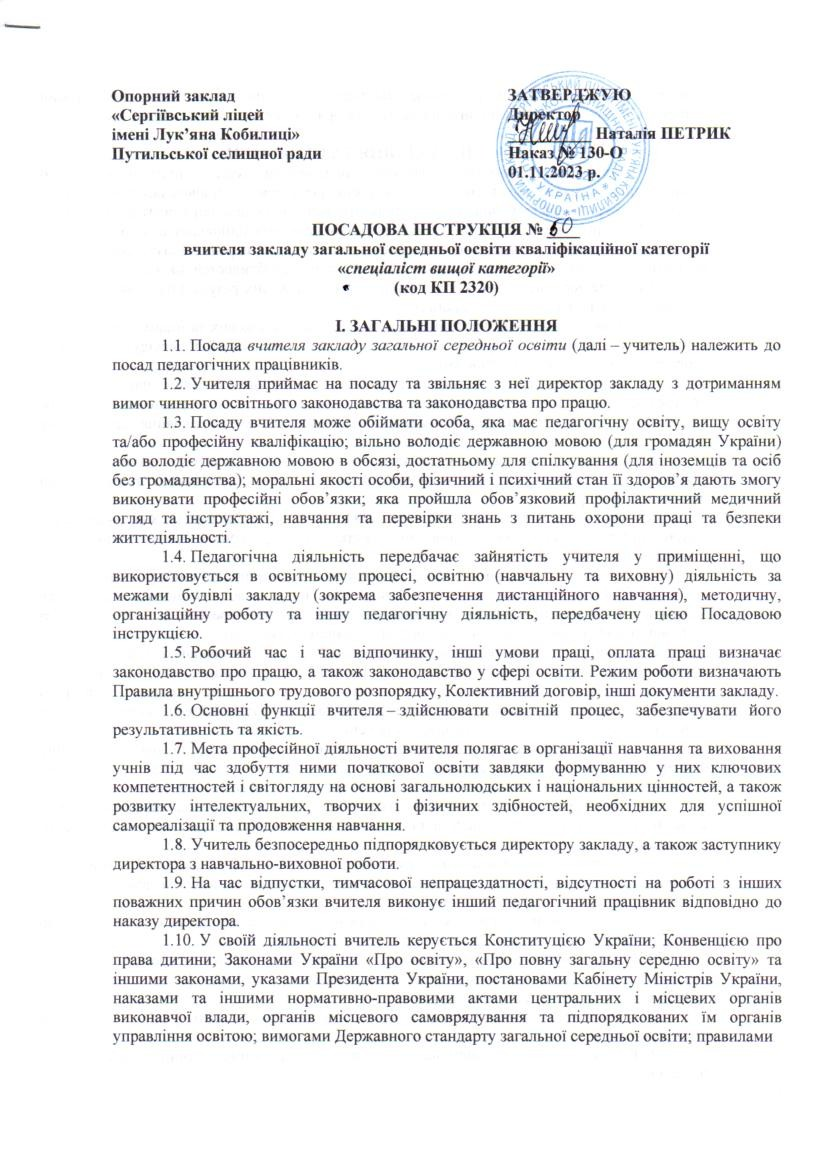 Опорний заклад
«Сергіївський ліцей
імені Лук’яна Кобилиці»
Путильської селищної ради
ЗАТВЕРДЖУЮ
Директор
Наталія ПЕТРИК
Наказ № 130-О
01.11.2023 р.
ПОСАДОВА ІНСТРУКЦІЯ № 60
вчителя закладу загальної середньої освіти кваліфікаційної категорії
«спеціаліст вищої категорії»
(код КП 2320)
І. ЗАГАЛЬНІ ПОЛОЖЕННЯ
1.1. Посада вчителя закладу загальної середньої освіти (далі – учитель) належить до
посад педагогічних працівників.
1.2. Учителя приймає на посаду та звільняє з неї директор закладу з дотриманням
вимог чинного освітнього законодавства та законодавства про працю.
1.3. Посаду вчителя може обіймати особа, яка має педагогічну освіту, вищу освіту
та/або професійну кваліфікацію; вільно володіє державною мовою (для громадян України)
або володіє державною мовою в обсязі, достатньому для спілкування (для іноземців та осіб
без громадянства); моральні якості особи, фізичний і психічний стан її здоров’я дають змогу
виконувати професійні обов’язки; яка пройшла обов’язковий профілактичний медичний
огляд та інструктажі, навчання та перевірки знань з питань охорони праці та безпеки
життєдіяльності.
1.4. Педагогічна діяльність передбачає зайнятість учителя у приміщенні, що
використовується в освітньому процесі, освітню (навчальну та виховну) діяльність за
межами будівлі закладу (зокрема забезпечення дистанційного навчання), методичну,
організаційну роботу та іншу педагогічну діяльність, передбачену цією Посадовою
інструкцією.
1.5. Робочий час і час відпочинку, інші умови праці, оплата праці визначає
законодавство про працю, а також законодавство у сфері освіти. Режим роботи визначають
Правила внутрішнього трудового розпорядку, Колективний договір, інші документи закладу.
1.6. Основні функції вчителя – здійснювати освітній процес, забезпечувати його
результативність та якість.
1.7. Мета професійної діяльності вчителя полягає в організації навчання та виховання
учнів під час здобуття ними початкової освіти завдяки формуванню у них ключових
компетентностей і світогляду на основі загальнолюдських і національних цінностей, а також
розвитку інтелектуальних, творчих і фізичних здібностей, необхідних для успішної
самореалізації та продовження навчання.
1.8. Учитель безпосередньо підпорядковується директору закладу, а також заступнику
директора з навчально-виховної роботи.
1.9. На час відпустки, тимчасової непрацездатності, відсутності на роботі з інших
поважних причин обов’язки вчителя виконує інший педагогічний працівник відповідно до
наказу директора.
1.10. У своїй діяльності вчитель керується Конституцією України; Конвенцією про
права дитини; Законами України «Про освіту», «Про повну загальну середню освіту» та
іншими законами, указами Президента України, постановами Кабінету Міністрів України,
наказами та іншими нормативно-правовими актами центральних і місцевих органів
виконавчої влади, органів місцевого самоврядування та підпорядкованих їм органів
управління освітою; вимогами Державного стандарту загальної середньої освіти; правилами